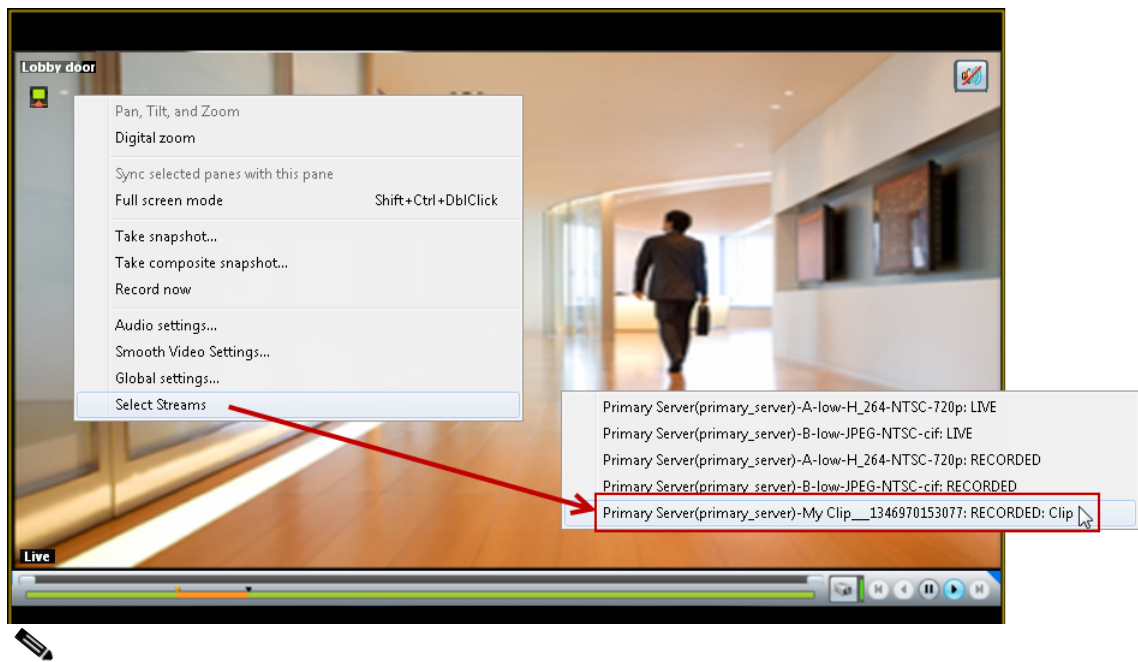 Lobby door
Pan, Tilt, and Zoom
Digital zoom
Sync selected panes with this pane
Full screen mode Shift+Ctrl+DblClick
Take snapshot...
Take composite snapshot...
Record now
Audio settings...
Smooth Video Settings...
Global settings...
Select Streams
Primary Server(primary_server)-A-low-H_264-NTSC-720p: LIVE
Primary Server(primary_server)-B-low-JPEG-NTSC-cif: LIVE
Primary Server(primary_server)-A-low-H_264-NTSC-720p: RECORDED
Primary Server(primary_server)-B-low-JPEG-NTSC-cif: RECORDED
Primary Server(primary_server)-My Clip__1346970153077: RECORDED: Clip
Live